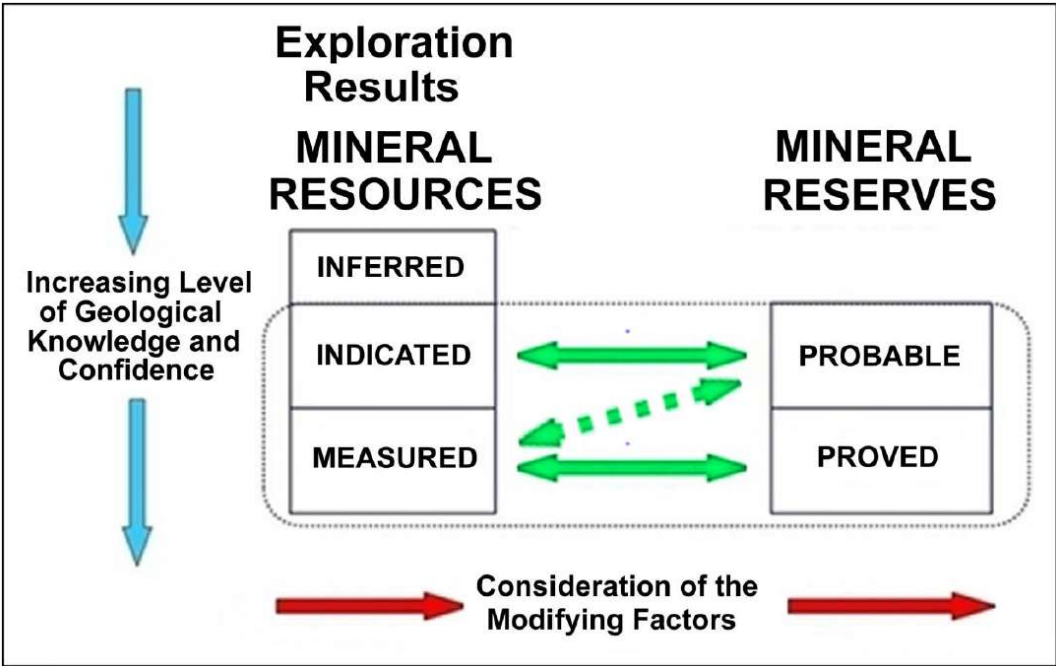 Exploration
Results
MINERAL
RESOURCES
MINERAL
RESERVES
INFERRED
Increasing Level
of Geological
Knowledge and
Confidence
INDICATED
PROBABLE
MEASURED
PROVED
Consideration of the
Modifying Factors